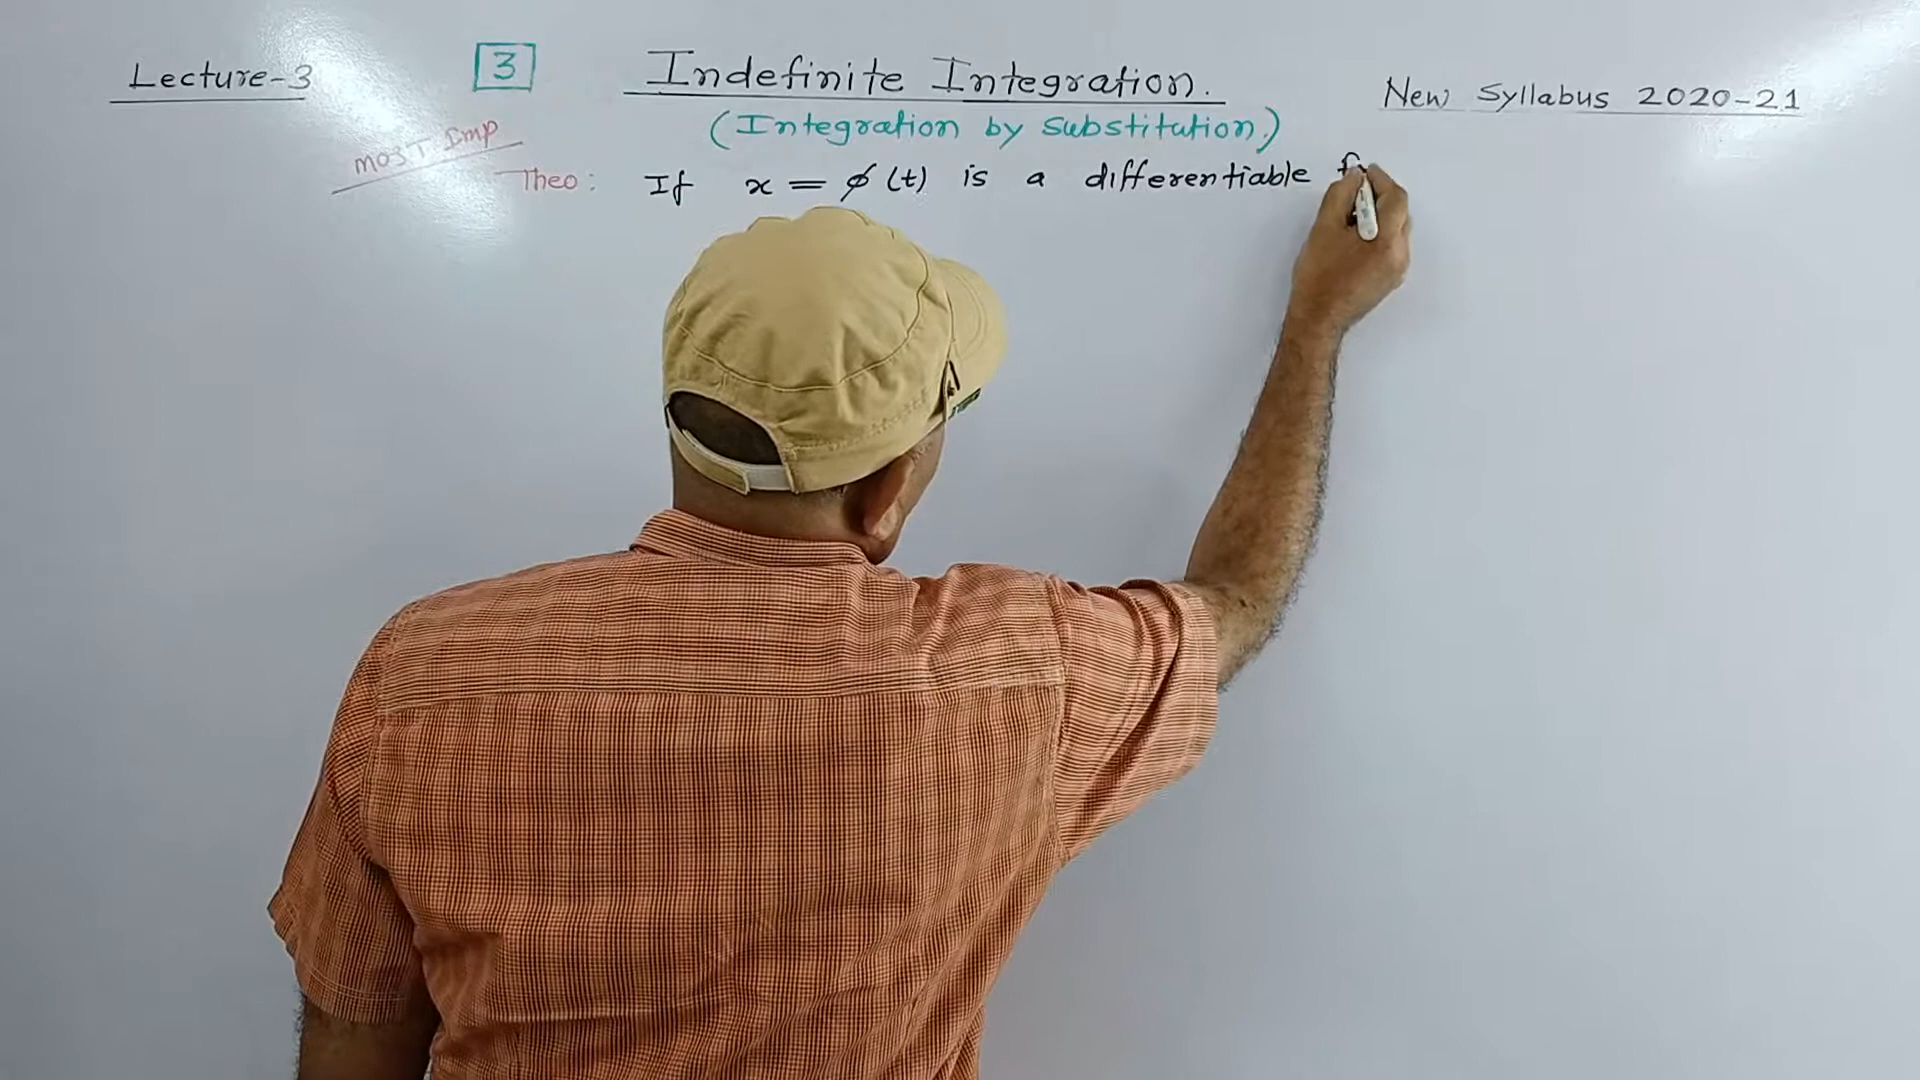 Lecture-3
3
Indefinite Integration.
New Syllabus 2020-21
(Integration by substitution.)
MOST Imp
Theo: If x = ϕ (t) is a differentiable